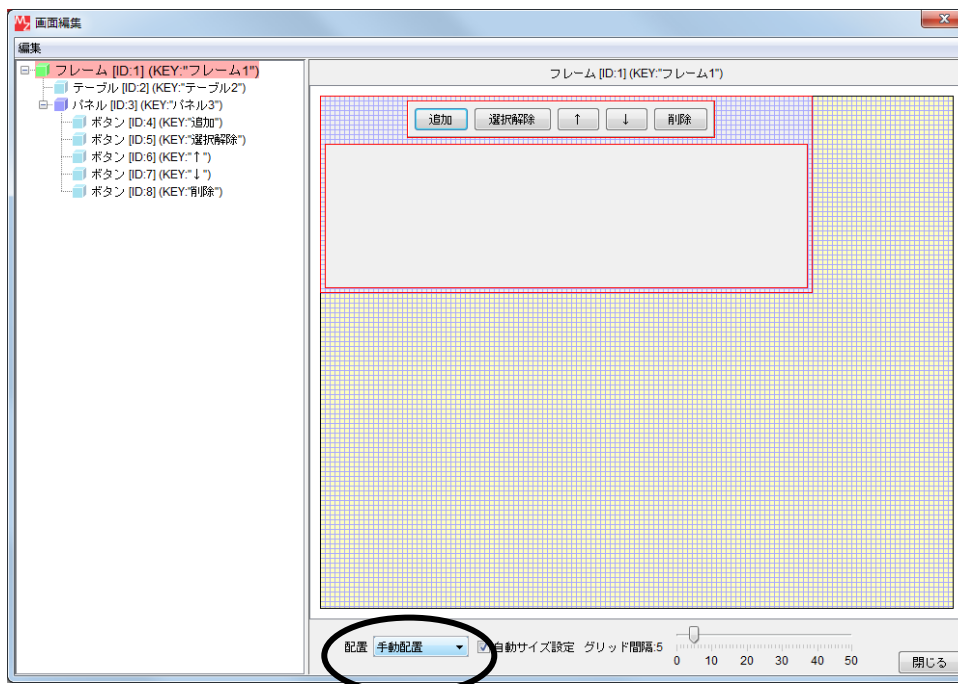 画面編集
編集
フレーム [ID:1] (KEY:"フレーム1")
テーブル [ID:2] (KEY:"テーブル2")
パネル [ID:3] (KEY:"パネル3")
ボタン [ID:4] (KEY:"追加")
ボタン [ID:5] (KEY:"選択解除")
ボタン [ID:6] (KEY:"↑")
ボタン [ID:7] (KEY:"↓")
ボタン [ID:8] (KEY:"削除")
フレーム [ID:1] (KEY:"フレーム1")
追加 選択解除 ↑ ↓ 削除
配置 手動配置 自動サイズ設定 グリッド間隔:5
0 10 20 30 40 50
閉じる